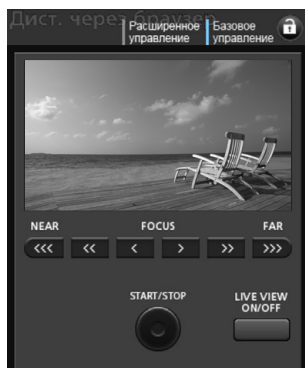 Дист. через браузер
Расширенное управление
Базовое управление
NEAR FOCUS FAR
<<< << < > >> >>>
START/STOP
LIVE VIEW ON/OFF